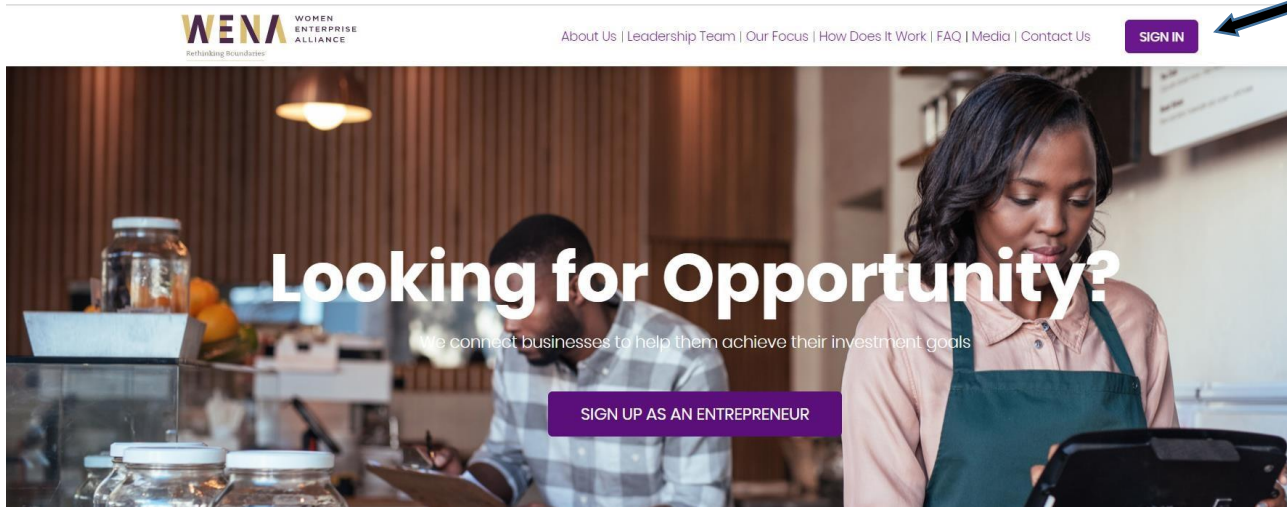 WENA
WOMEN
ENTERPRISE
ALLIANCE
Rethinking Boundaries
About Us | Leadership Team | Our Focus | How Does It Work | FAQ | Media | Contact Us
SIGN IN
Looking for Opportunity?
We connect businesses to help them achieve their investment goals
SIGN UP AS AN ENTREPRENEUR